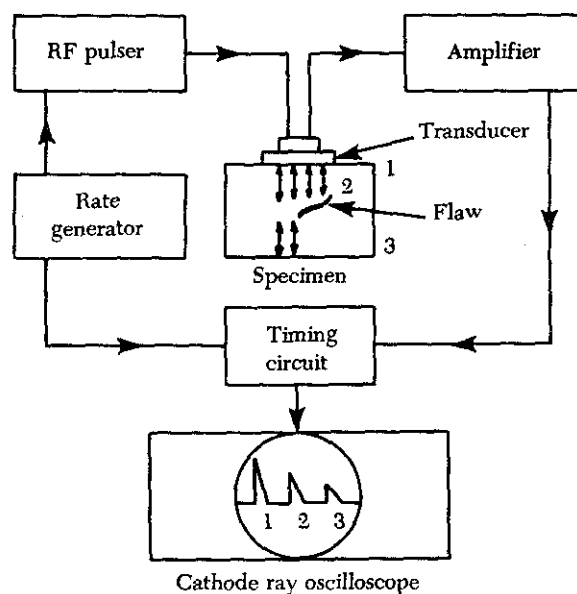 RF pulser
Amplifier
Transducer
1
2
Flaw
3
Rate
generator
Specimen
Timing
circuit
1 2 3
Cathode ray oscilloscope